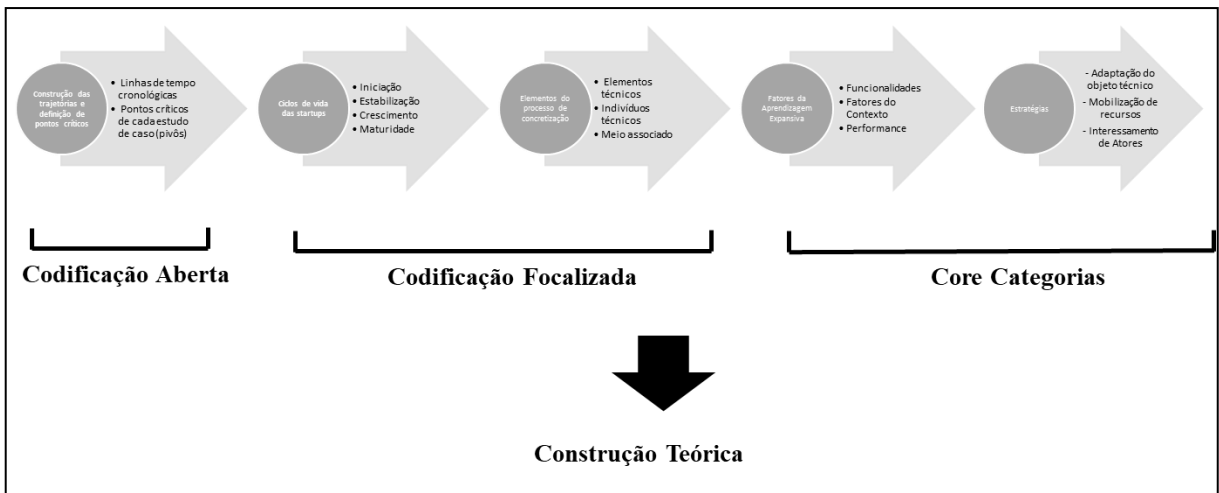 Construção das
trajetórias e
definição de
pontos críticos
• Linhas de tempo
cronológicas
• Pontos críticos
de cada estudo
de caso (pivôs)
Ciclos de vida
das startups
• Iniciação
• Estabilização
• Crescimento
• Maturidade
Elementos do
processo de
concretização
• Elementos
técnicos
• Indivíduos
técnicos
• Meio associado
Fatores da
Aprendizagem
Expansiva
• Funcionalidades
• Fatores do
Contexto
• Performance
Estratégias
- Adaptação do
objeto técnico
- Mobilização de
recursos
- Interessamento
de Atores
Codificação Aberta
Codificação Focalizada
Core Categorias
Construção Teórica